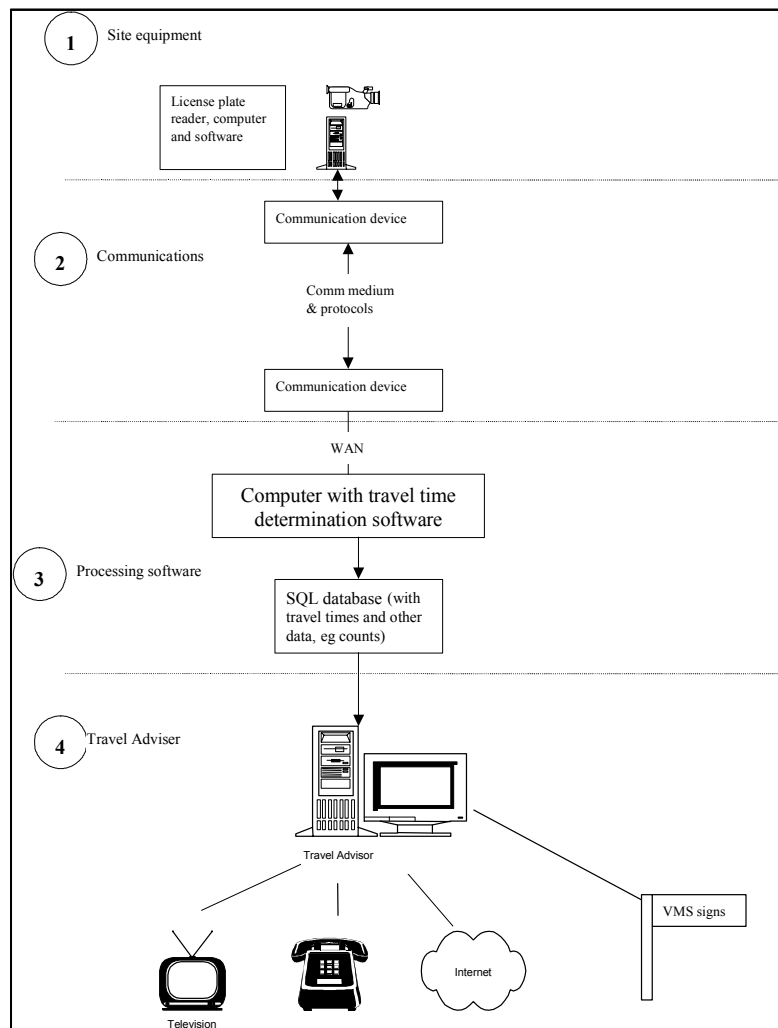 1
Site equipment
License plate
reader, computer
and software
Communication device
2
Communications
Comm medium
& protocols
Communication device
WAN
Computer with travel time
determination software
3
Processing software
SQL database (with
travel times and other
data, eg counts)
4
Travel Adviser
Travel Advisor
VMS signs
Internet
Television